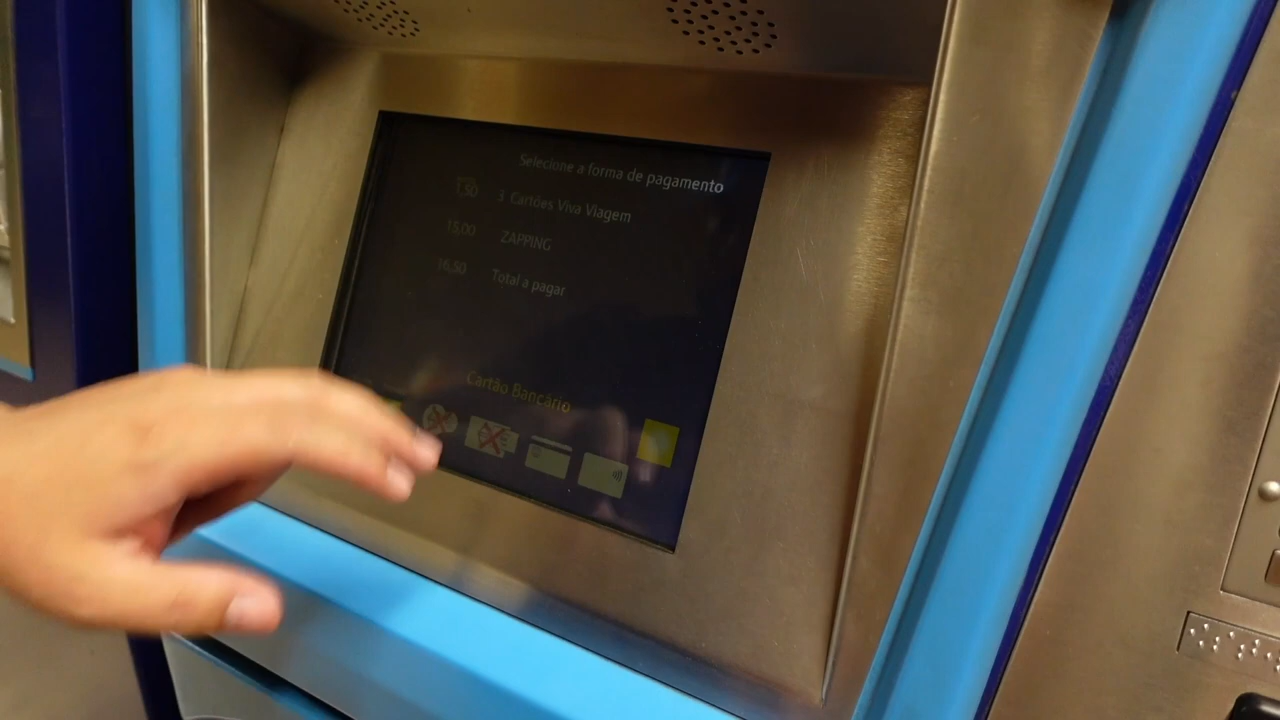 Selecione a forma de pagamento
1,50 3 Cartões Viva Viagem
15,00 ZAPPING
16,50 Total a pagar
Cartão Bancário